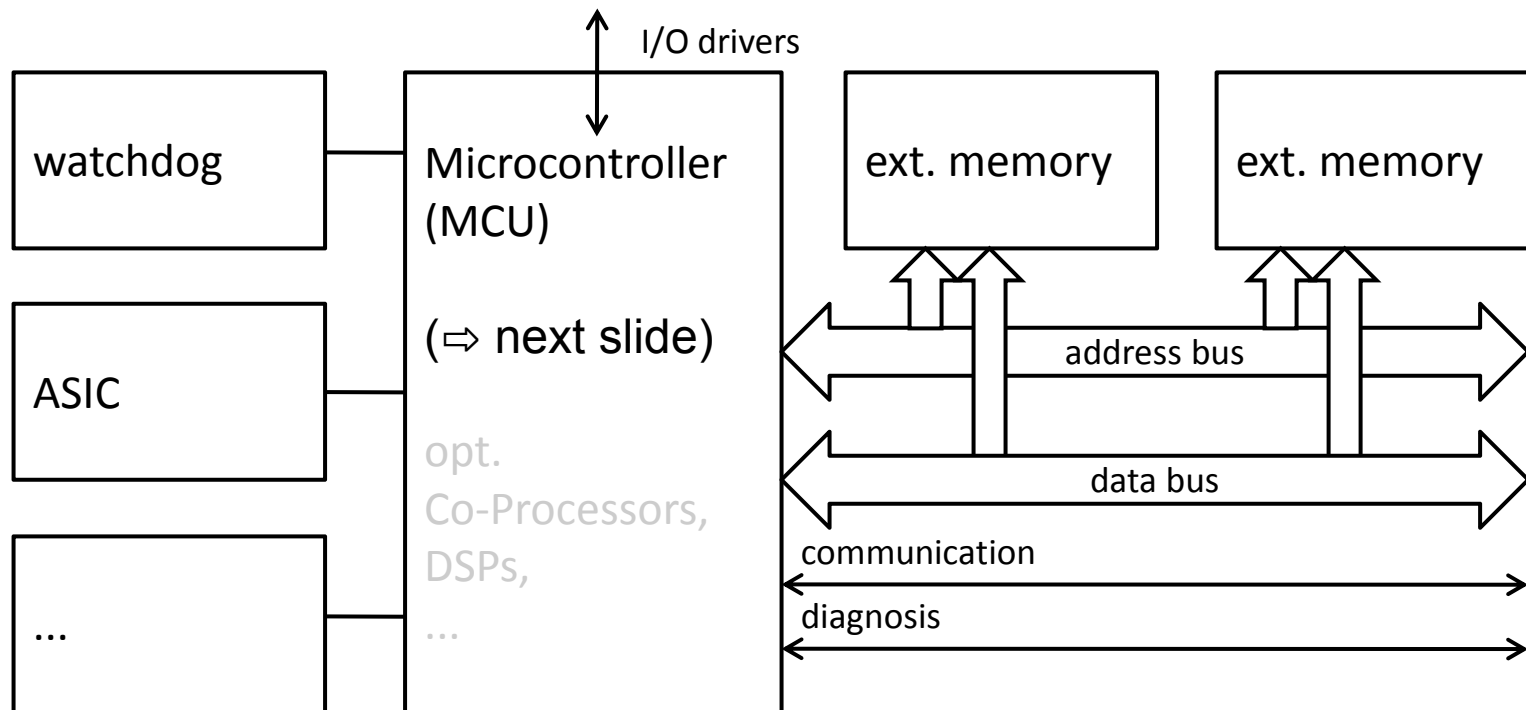 I/O drivers
watchdog
Microcontroller
(MCU)
(⇨ next slide)
opt.
Co-Processors,
DSPs,
...
ASIC
...
ext. memory
ext. memory
address bus
data bus
communication
diagnosis